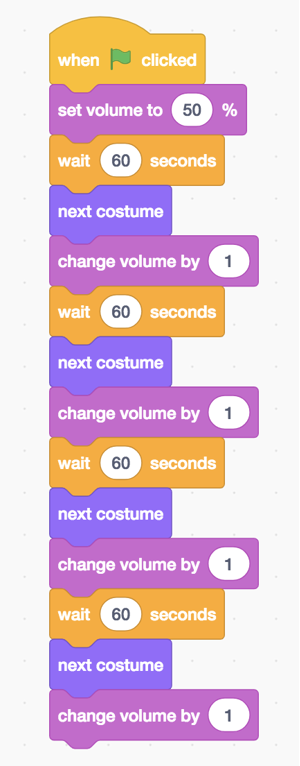 when clicked
set volume to 50 %
wait 60 seconds
next costume
change volume by 1
wait 60 seconds
next costume
change volume by 1
wait 60 seconds
next costume
change volume by 1
wait 60 seconds
next costume
change volume by 1